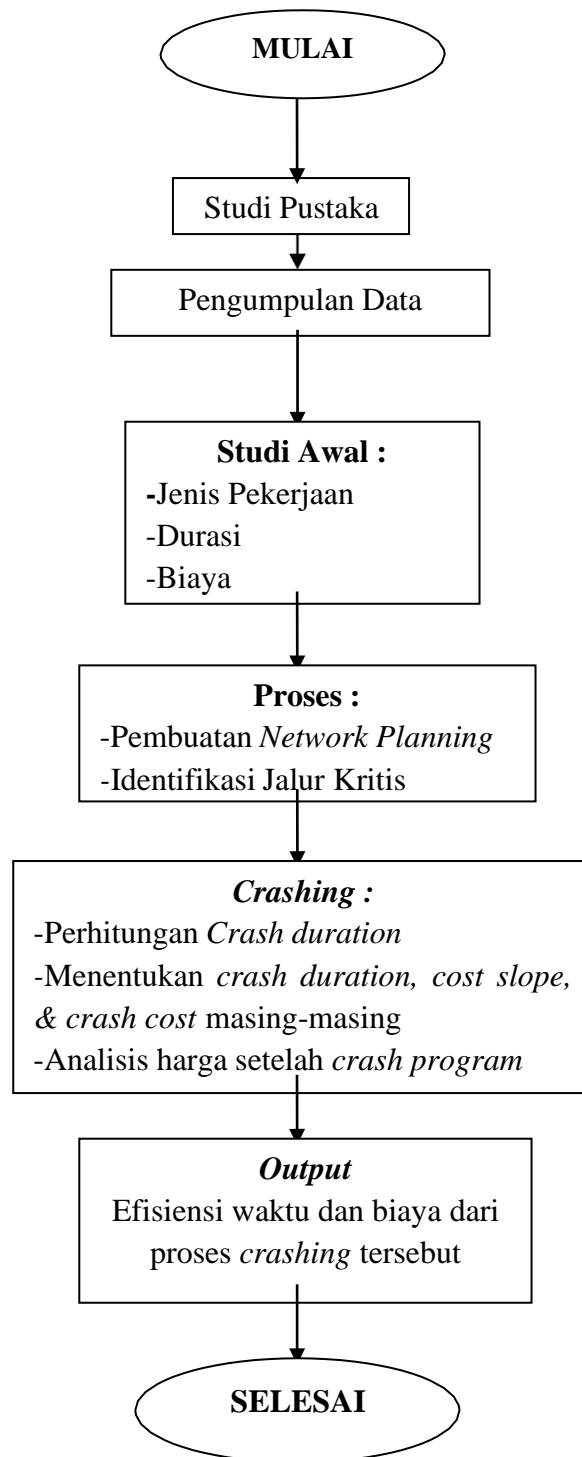 MULAI
Studi Pustaka
Pengumpulan Data
Studi Awal :
-Jenis Pekerjaan
-Durasi
-Biaya
Proses :
-Pembuatan Network Planning
-Identifikasi Jalur Kritis
Crashing :
-Perhitungan Crash duration
-Menentukan crash duration, cost slope,
& crash cost masing-masing
-Analisis harga setelah crash program
Output
Efisiensi waktu dan biaya dari
proses crashing tersebut
SELESAI